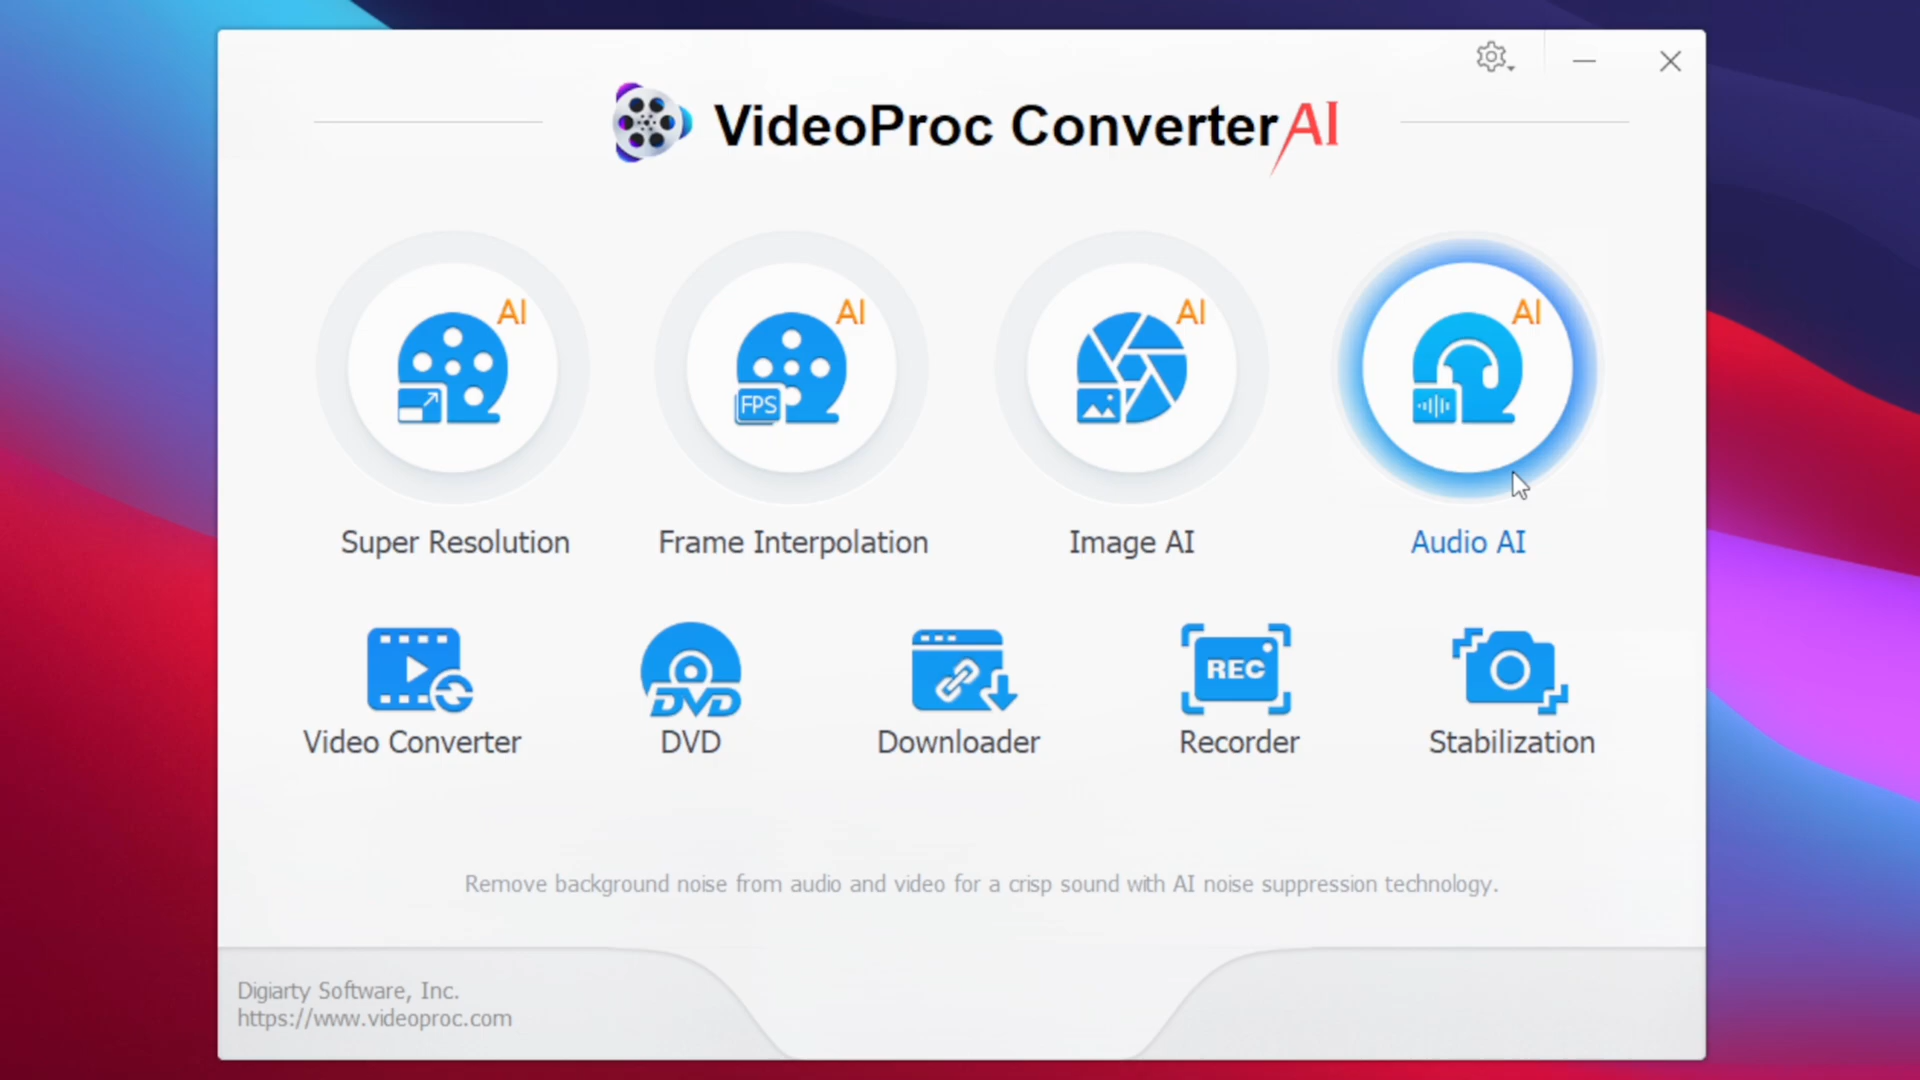 VideoProc Converter AI
AI
AI
AI
AI
FPS
Super Resolution
Frame Interpolation
Image AI
Audio AI
DVD
REC
Video Converter
DVD
Downloader
Recorder
Stabilization
Remove background noise from audio and video for a crisp sound with AI noise suppression technology.
Digiarty Software, Inc.
https://www.videoproc.com